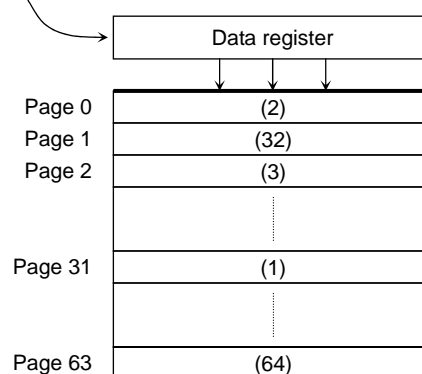 Data register
Page 0 (2)
Page 1 (32)
Page 2 (3)
Page 31 (1)
Page 63 (64)